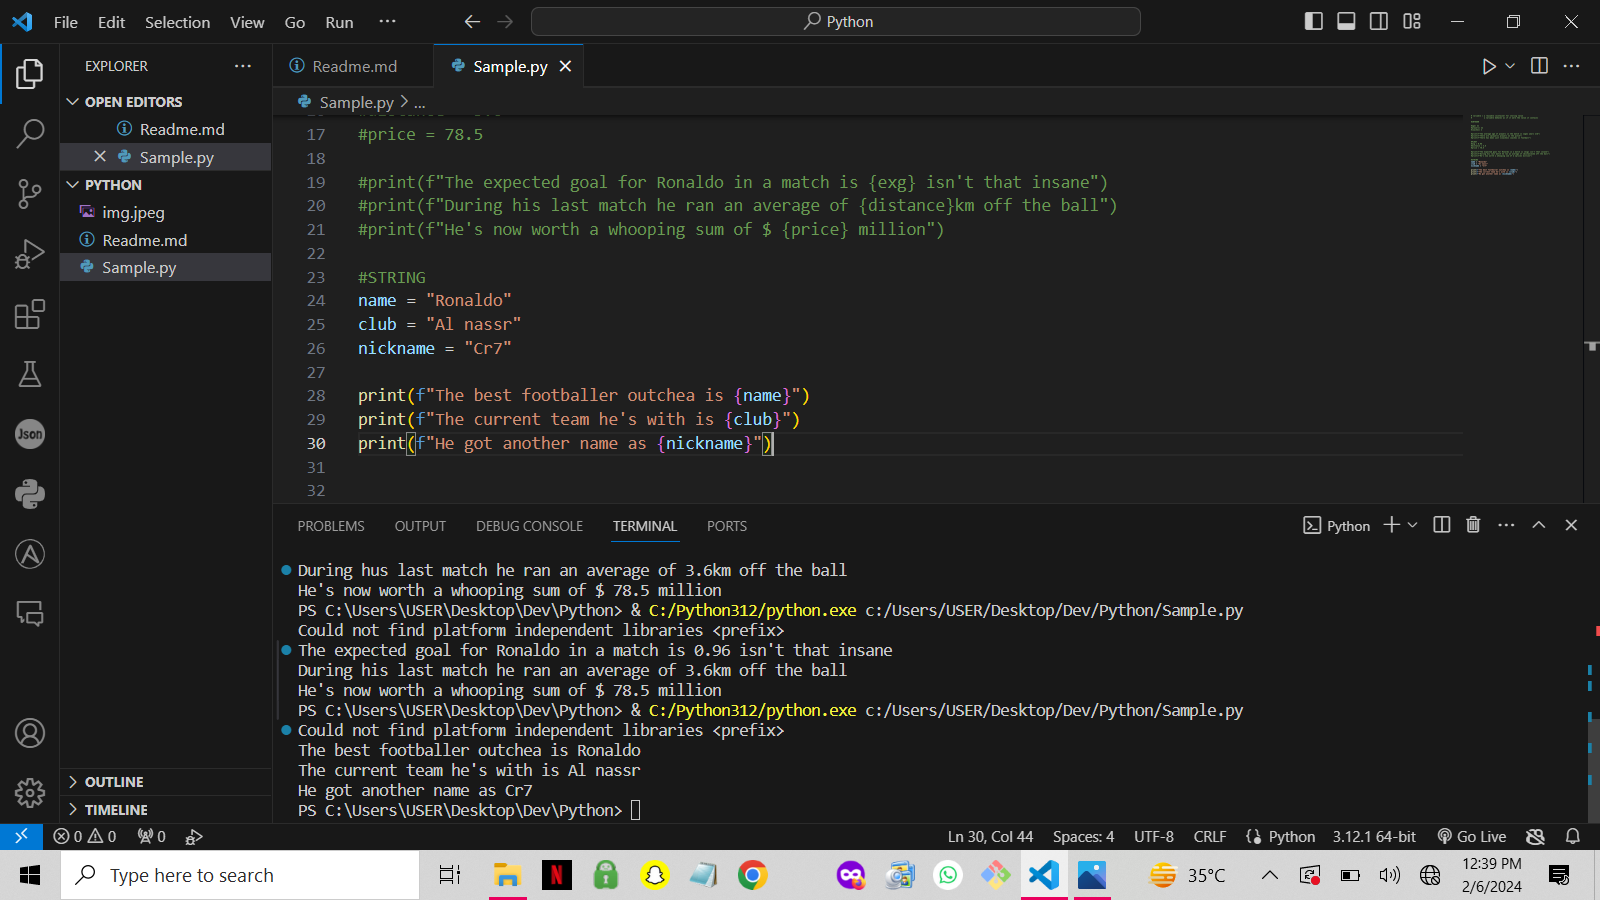 File Edit Selection View Go Run ··· Python
EXPLORER ···
OPEN EDITORS
Readme.md
Sample.py
PYTHON
img.jpeg
Readme.md
Sample.py
OUTLINE
TIMELINE
Readme.md Sample.py
Sample.py > ...
17 #price = 78.5
18
19 #print(f"The expected goal for Ronaldo in a match is {exg} isn't that insane")
20 #print(f"During his last match he ran an average of {distance}km off the ball")
21 #print(f"He's now worth a whooping sum of $ {price} million")
22
23 #STRING
24 name = "Ronaldo"
25 club = "Al nassr"
26 nickname = "Cr7"
27
28 print(f"The best footballer outchea is {name}")
29 print(f"The current team he's with is {club}")
30 print(f"He got another name as {nickname}")
31
32
PROBLEMS OUTPUT DEBUG CONSOLE TERMINAL PORTS Python
During hus last match he ran an average of 3.6km off the ball
He's now worth a whooping sum of $ 78.5 million
PS C:\Users\USER\Desktop\Dev\Python> & C:/Python312/python.exe c:/Users/USER/Desktop/Dev/Python/Sample.py
Could not find platform independent libraries <prefix>
The expected goal for Ronaldo in a match is 0.96 isn't that insane
During his last match he ran an average of 3.6km off the ball
He's now worth a whooping sum of $ 78.5 million
PS C:\Users\USER\Desktop\Dev\Python> & C:/Python312/python.exe c:/Users/USER/Desktop/Dev/Python/Sample.py
Could not find platform independent libraries <prefix>
The best footballer outchea is Ronaldo
The current team he's with is Al nassr
He got another name as Cr7
PS C:\Users\USER\Desktop\Dev\Python>
Json
0 0 0 Ln 30, Col 44 Spaces: 4 UTF-8 CRLF Python 3.12.1 64-bit Go Live
Type here to search N 35°C 12:39 PM
2/6/2024